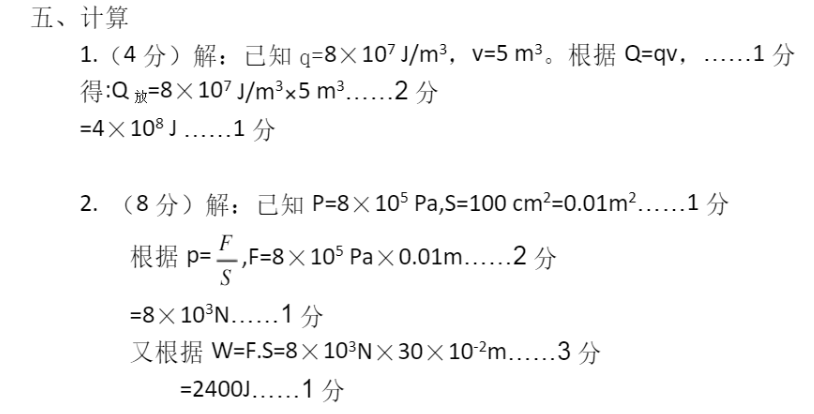 五、计算
1.（4 分）解：已知 q=8×10⁷ J/m³，v=5 m³。根据 Q=qv，……1 分
得:Q 放=8×10⁷ J/m³×5 m³……2 分
=4×10⁸ J ……1 分
2. （8 分）解：已知 P=8×10⁵ Pa,S=100 cm²=0.01m²……1 分
根据 p=F/S,F=8×10⁵ Pa×0.01m……2 分
=8×10³N……1 分
又根据 W=F.S=8×10³N×30×10⁻²m……3 分
=2400J……1 分